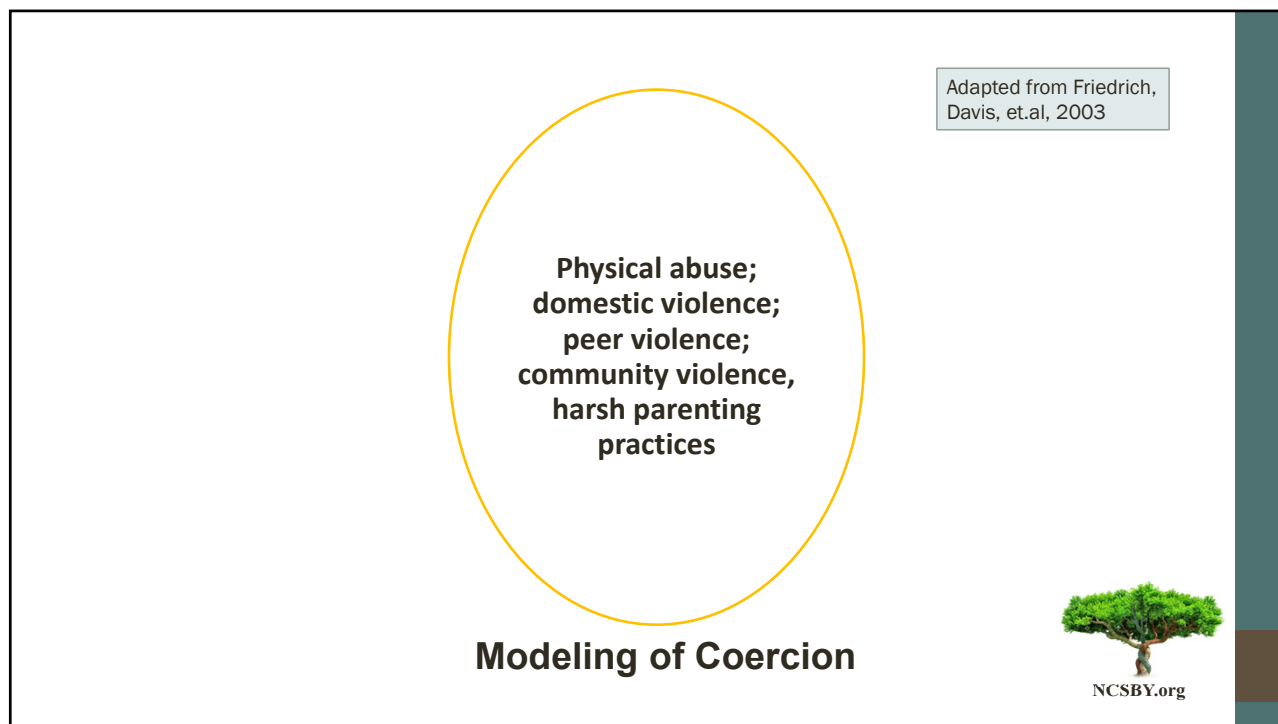 Adapted from Friedrich,
Davis, et.al, 2003
Physical abuse;
domestic violence;
peer violence;
community violence,
harsh parenting
practices
Modeling of Coercion
NCSBY.org